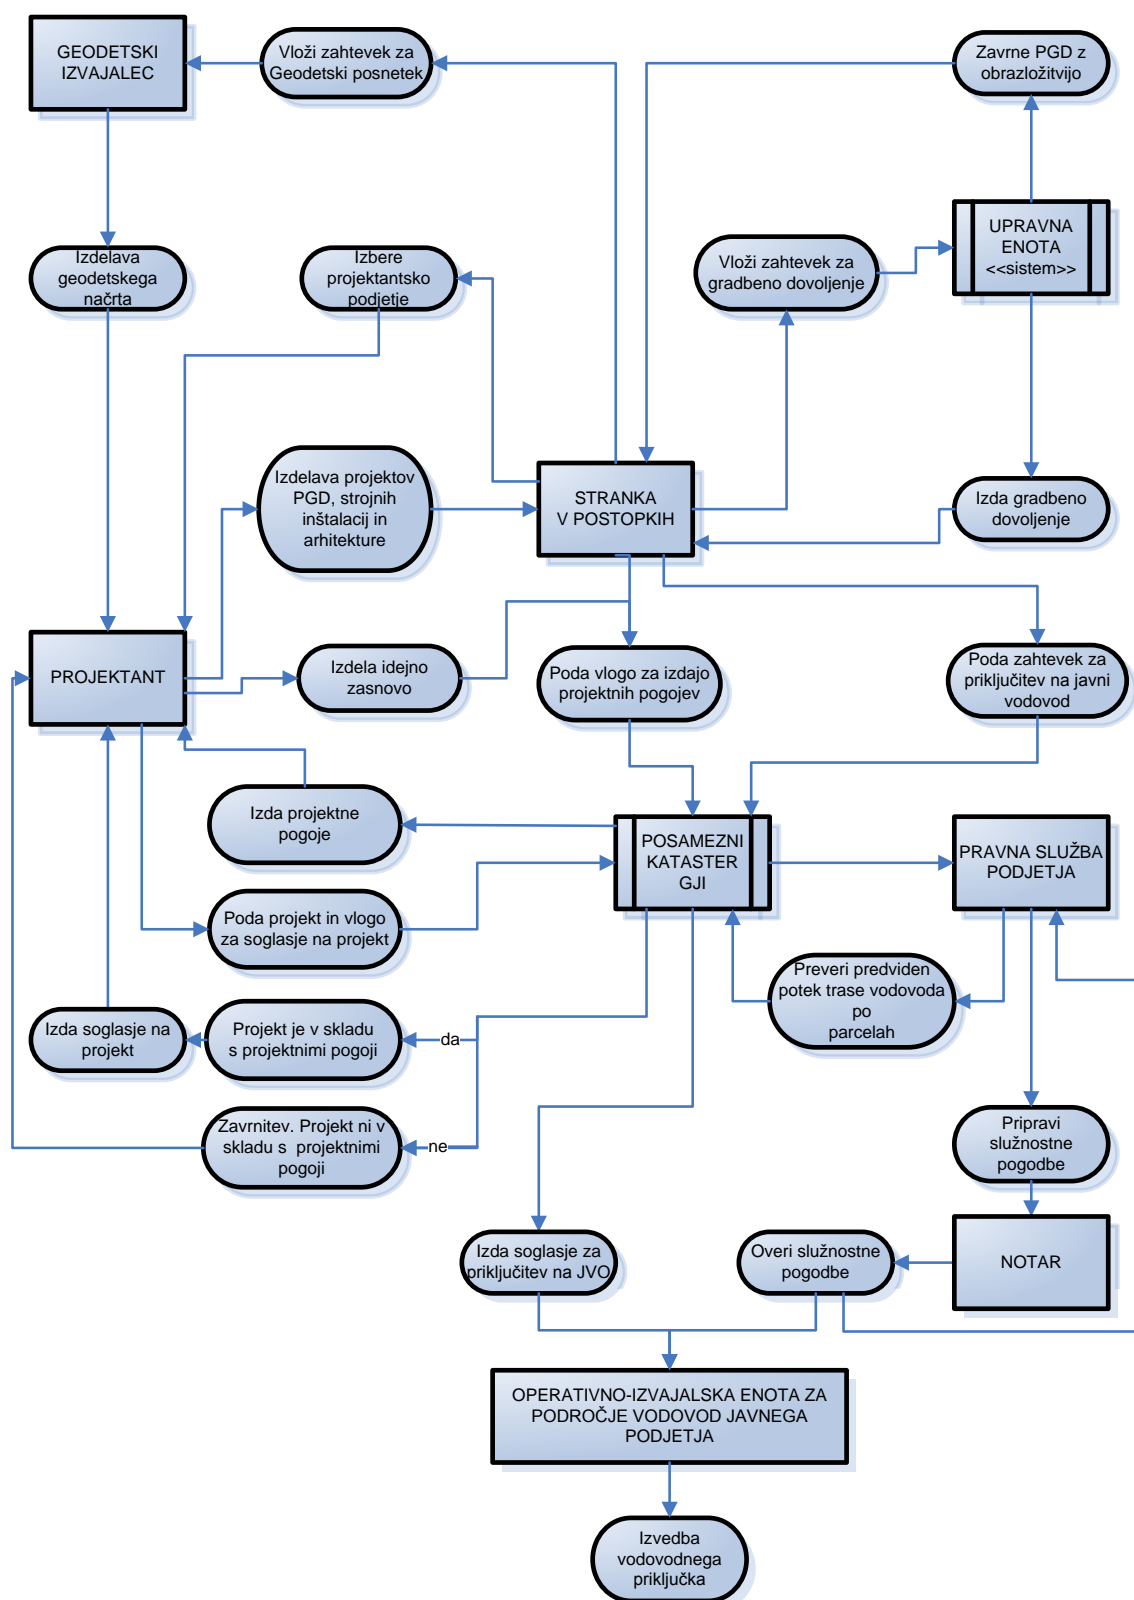 GEODETSKI
IZVAJALEC
Vloži zahtevek za
Geodetski posnetek
Zavrne PGD z
obrazložitvijo
UPRAVNA
ENOTA
<<sistem>>
Izdelava
geodetskega
načrta
Izbere
projektantsko
podjetje
Vloži zahtevek za
gradbeno dovoljenje
Izdelava projektov
PGD, strojnih
inštalacij in
arhitekture
STRANKA
V POSTOPKIH
Izda gradbeno
dovoljenje
PROJEKTANT
Izdela idejno
zasnovo
Poda vlogo za izdajo
projektnih pogojev
Poda zahtevek za
priključitev na javni
vodovod
Izda projektne
pogoje
POSAMEZNI
KATASTER
GJI
PRAVNA SLUŽBA
PODJETJA
Poda projekt in vlogo
za soglasje na projekt
Preveri predviden
potek trase vodovoda
po
parcelah
Izda soglasje na
projekt
Projekt je v skladu
s projektnimi pogoji
da
Zavrnitev. Projekt ni v
skladu s projektnimi
pogoji
ne
Pripravi
služnostne
pogodbe
Izda soglasje za
priključitev na JVO
Overi služnostne
pogodbe
NOTAR
OPERATIVNO-IZVAJALSKA ENOTA ZA
PODROČJE VODOVOD JAVNEGA
PODJETJA
Izvedba
vodovodnega
priključka